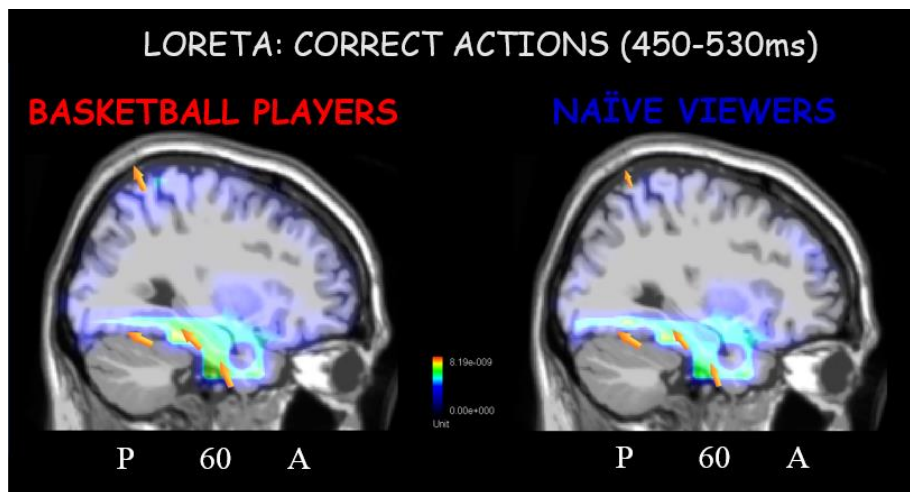 LORETA: CORRECT ACTIONS (450-530ms)
BASKETBALL PLAYERS
NAÏVE VIEWERS
8.19e-009
0.00e+000
Unit
P 60 A
P 60 A